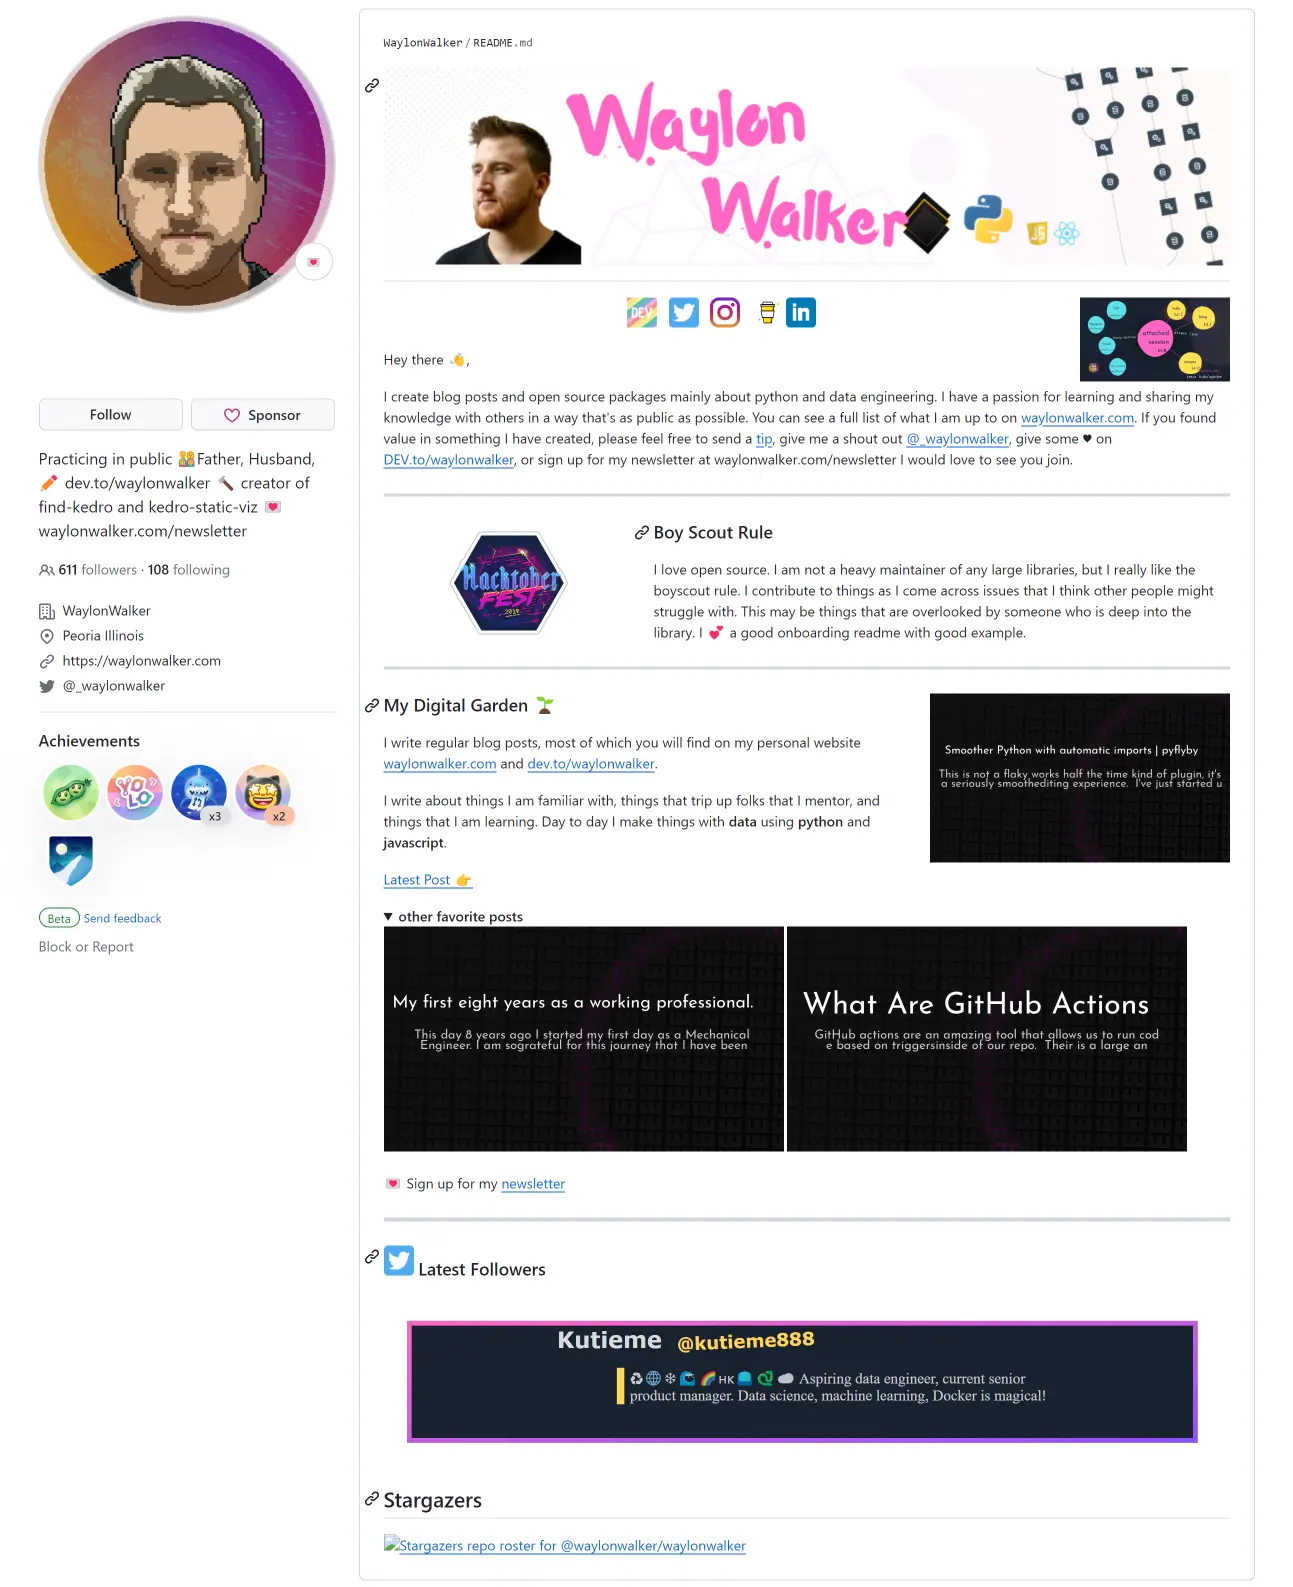 Follow
Sponsor
Practicing in public 👫Father, Husband,
✏️ dev.to/waylonwalker 🔨 creator of
find-kedro and kedro-static-viz 💌
waylonwalker.com/newsletter
611 followers · 108 following
WaylonWalker
Peoria Illinois
https://waylonwalker.com
@_waylonwalker
Achievements
YOLO
x3
x2
Beta Send feedback
Block or Report
WaylonWalker / README.md
Waylon
Walker
JS
DEV
in
attached
session
Hey there 👋,
I create blog posts and open source packages mainly about python and data engineering. I have a passion for learning and sharing my
knowledge with others in a way that's as public as possible. You can see a full list of what I am up to on waylonwalker.com. If you found
value in something I have created, please feel free to send a tip, give me a shout out @_waylonwalker, give some ♥ on
DEV.to/waylonwalker, or sign up for my newsletter at waylonwalker.com/newsletter I would love to see you join.
Hacktober
FEST
2019
Boy Scout Rule
I love open source. I am not a heavy maintainer of any large libraries, but I really like the
boyscout rule. I contribute to things as I come across issues that I think other people might
struggle with. This may be things that are overlooked by someone who is deep into the
library. I 💕 a good onboarding readme with good example.
My Digital Garden 🌱
I write regular blog posts, most of which you will find on my personal website
waylonwalker.com and dev.to/waylonwalker.
I write about things I am familiar with, things that trip up folks that I mentor, and
things that I am learning. Day to day I make things with data using python and
javascript.
Latest Post 👉
Smoother Python with automatic imports | pyflyby
This is not a flaky works half the time kind of plugin, it's
a seriously smoothediting experience. I've just started u
▼ other favorite posts
My first eight years as a working professional.
This day 8 years ago I started my first day as a Mechanical
Engineer. I am sograteful for this journey that I have been
What Are GitHub Actions
GitHub actions are an amazing tool that allows us to run cod
e based on triggersinside of our repo. Their is a large an
💌 Sign up for my newsletter
Latest Followers
Kutieme @kutieme888
♻🌐❄🌊🌈🇭🇰🧊🐉☁ Aspiring data engineer, current senior
product manager. Data science, machine learning, Docker is magical!
Stargazers
Stargazers repo roster for @waylonwalker/waylonwalker